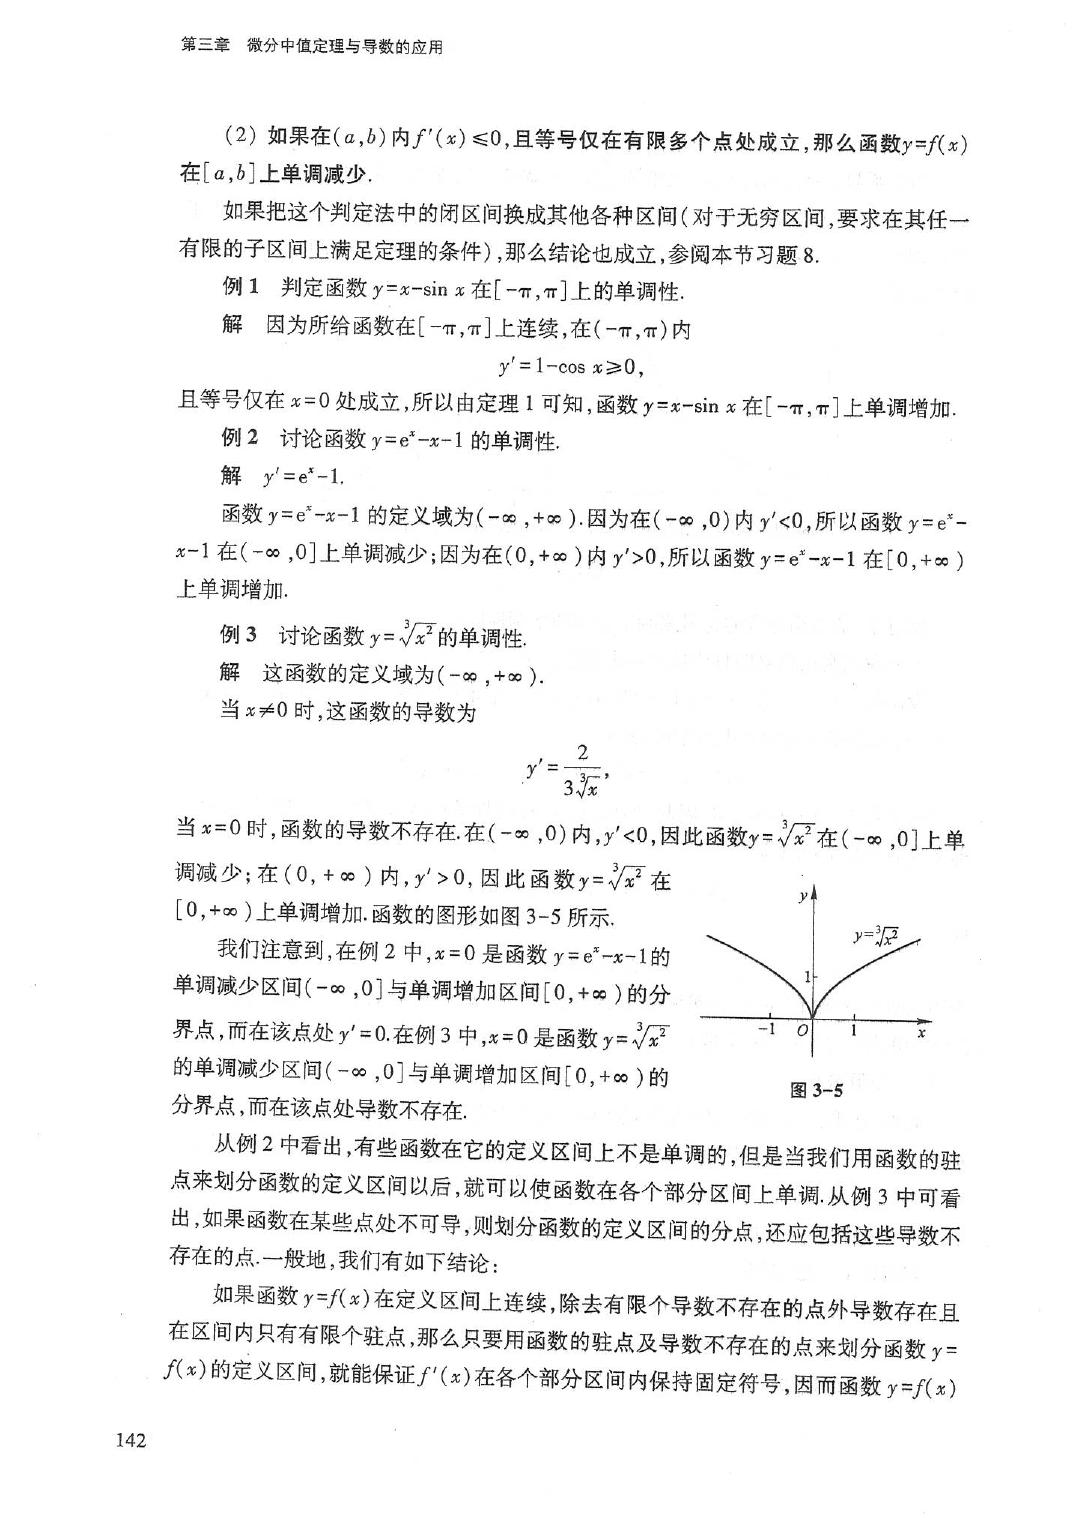 第三章 微分中值定理与导数的应用
(2) 如果在(a,b)内f′(x)≤0,且等号仅在有限多个点处成立,那么函数y=f(x)
在[a,b]上单调减少.
如果把这个判定法中的闭区间换成其他各种区间(对于无穷区间,要求在其任一
有限的子区间上满足定理的条件),那么结论也成立,参阅本节习题 8.
例 1 判定函数 y=x-sin x 在[-π,π]上的单调性.
解 因为所给函数在[-π,π]上连续,在(-π,π)内
y′=1-cos x≥0,
且等号仅在 x=0 处成立,所以由定理 1 可知,函数 y=x-sin x 在[-π,π]上单调增加.
例 2 讨论函数 y=eˣ-x-1 的单调性.
解 y′=eˣ-1.
函数 y=eˣ-x-1 的定义域为(-∞,+∞).因为在(-∞,0)内 y′<0,所以函数 y=eˣ-
x-1 在(-∞,0]上单调减少;因为在(0,+∞)内 y′>0,所以函数 y=eˣ-x-1 在[0,+∞)
上单调增加.
例 3 讨论函数 y=∛x² 的单调性.
解 这函数的定义域为(-∞,+∞).
当 x≠0 时,这函数的导数为
y′=2/(3∛x),
当 x=0 时,函数的导数不存在.在(-∞,0)内,y′<0,因此函数y=∛x² 在(-∞,0]上单
调减少;在(0,+∞)内,y′>0,因此函数y=∛x² 在
[0,+∞)上单调增加.函数的图形如图 3-5 所示.
我们注意到,在例 2 中,x=0 是函数 y=eˣ-x-1的
单调减少区间(-∞,0]与单调增加区间[0,+∞)的分
界点,而在该点处 y′=0.在例 3 中,x=0 是函数 y=∛x²
的单调减少区间(-∞,0]与单调增加区间[0,+∞)的
分界点,而在该点处导数不存在.
y
y=∛x²
1
-1 O 1 x
图 3-5
从例 2 中看出,有些函数在它的定义区间上不是单调的,但是当我们用函数的驻
点来划分函数的定义区间以后,就可以使函数在各个部分区间上单调.从例 3 中可看
出,如果函数在某些点处不可导,则划分函数的定义区间的分点,还应包括这些导数不
存在的点.一般地,我们有如下结论:
如果函数 y=f(x)在定义区间上连续,除去有限个导数不存在的点外导数存在且
在区间内只有有限个驻点,那么只要用函数的驻点及导数不存在的点来划分函数 y=
f(x)的定义区间,就能保证f′(x)在各个部分区间内保持固定符号,因而函数 y=f(x)
142